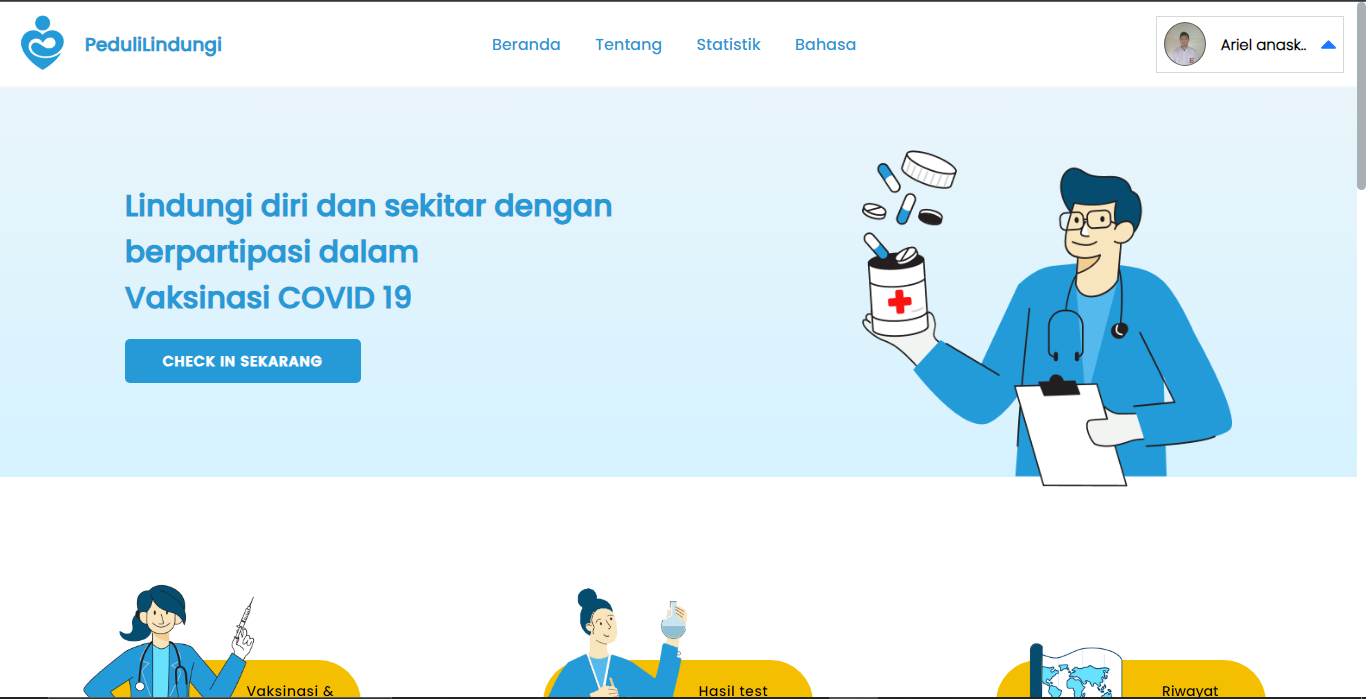 PeduliLindungi
Beranda
Tentang
Statistik
Bahasa
Ariel anask..
Lindungi diri dan sekitar dengan
berpartipasi dalam
Vaksinasi COVID 19
CHECK IN SEKARANG
Vaksinasi &
Hasil test
Riwayat